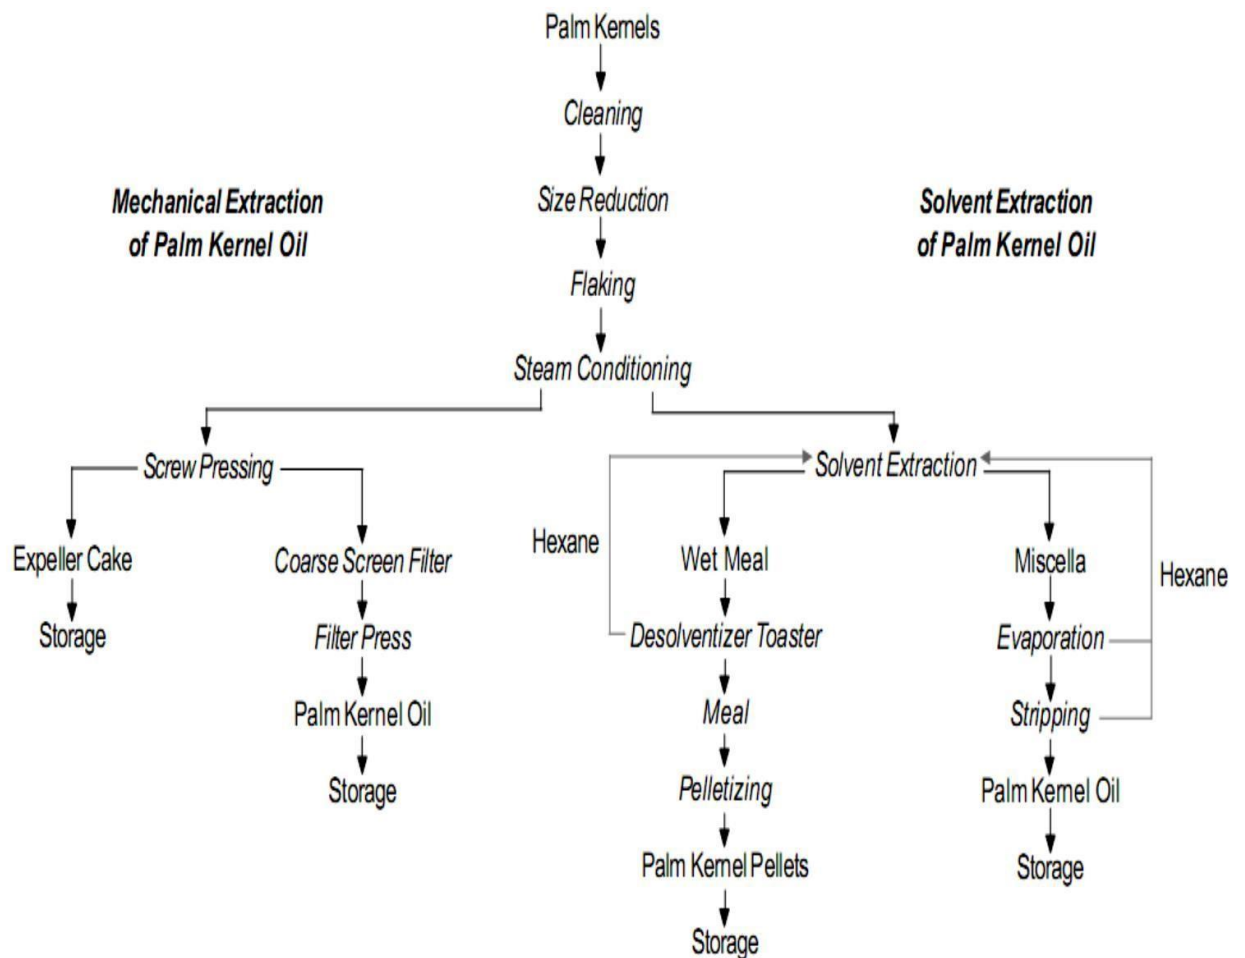 Palm Kernels
Cleaning
Mechanical Extraction
of Palm Kernel Oil
Size Reduction
Solvent Extraction
of Palm Kernel Oil
Flaking
Steam Conditioning
Screw Pressing
Solvent Extraction
Expeller Cake
Coarse Screen Filter
Hexane
Wet Meal
Miscella
Hexane
Storage
Filter Press
Desolventizer Toaster
Evaporation
Palm Kernel Oil
Meal
Stripping
Storage
Pelletizing
Palm Kernel Oil
Palm Kernel Pellets
Storage
Storage